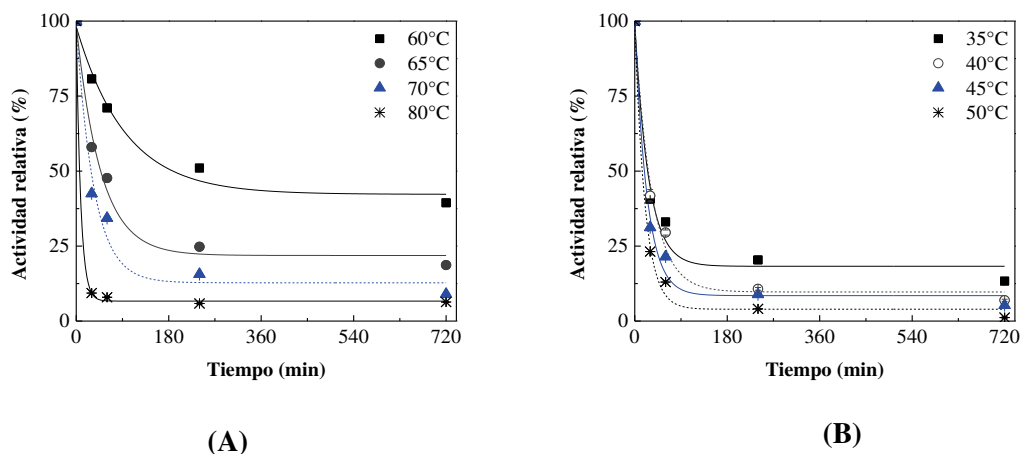 100
75
50
25
0
Actividad relativa (%)
60°C
65°C
70°C
80°C
0 180 360 540 720
Tiempo (min)
(A)
100
75
50
25
0
Actividad relativa (%)
35°C
40°C
45°C
50°C
0 180 360 540 720
Tiempo (min)
(B)